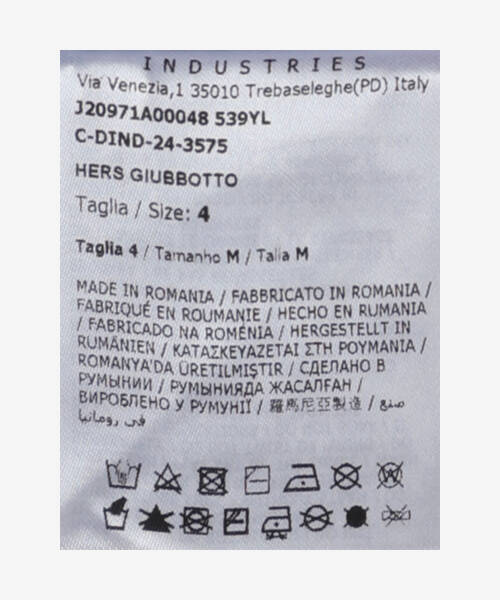 INDUSTRIES
Via Venezia,1 35010 Trebaseleghe(PD) Italy
J20971A00048 539YL
C-DIND-24-3575
HERS GIUBBOTTO
Taglia / Size: 4
Taglia 4 / Tamanho M / Talla M
MADE IN ROMANIA / FABBRICATO IN ROMANIA /
FABRIQUÉ EN ROUMANIE / HECHO EN RUMANIA
/ FABRICADO NA ROMÉNIA / HERGESTELLT IN
RUMÄNIEN / ΚΑΤΑΣΚΕΥΑΖΕΤΑΙ ΣΤΗ ΡΟΥΜΑΝΙΑ /
ROMANYA'DA ÜRETILMIŞTIR / СДЕЛАНО В
РУМЫНИИ / РУМЫНИЯДА ЖАСАЛҒАН /
ВИРОБЛЕНО У РУМУНІЇ / 羅馬尼亞製造 / صنع
في رومانيا